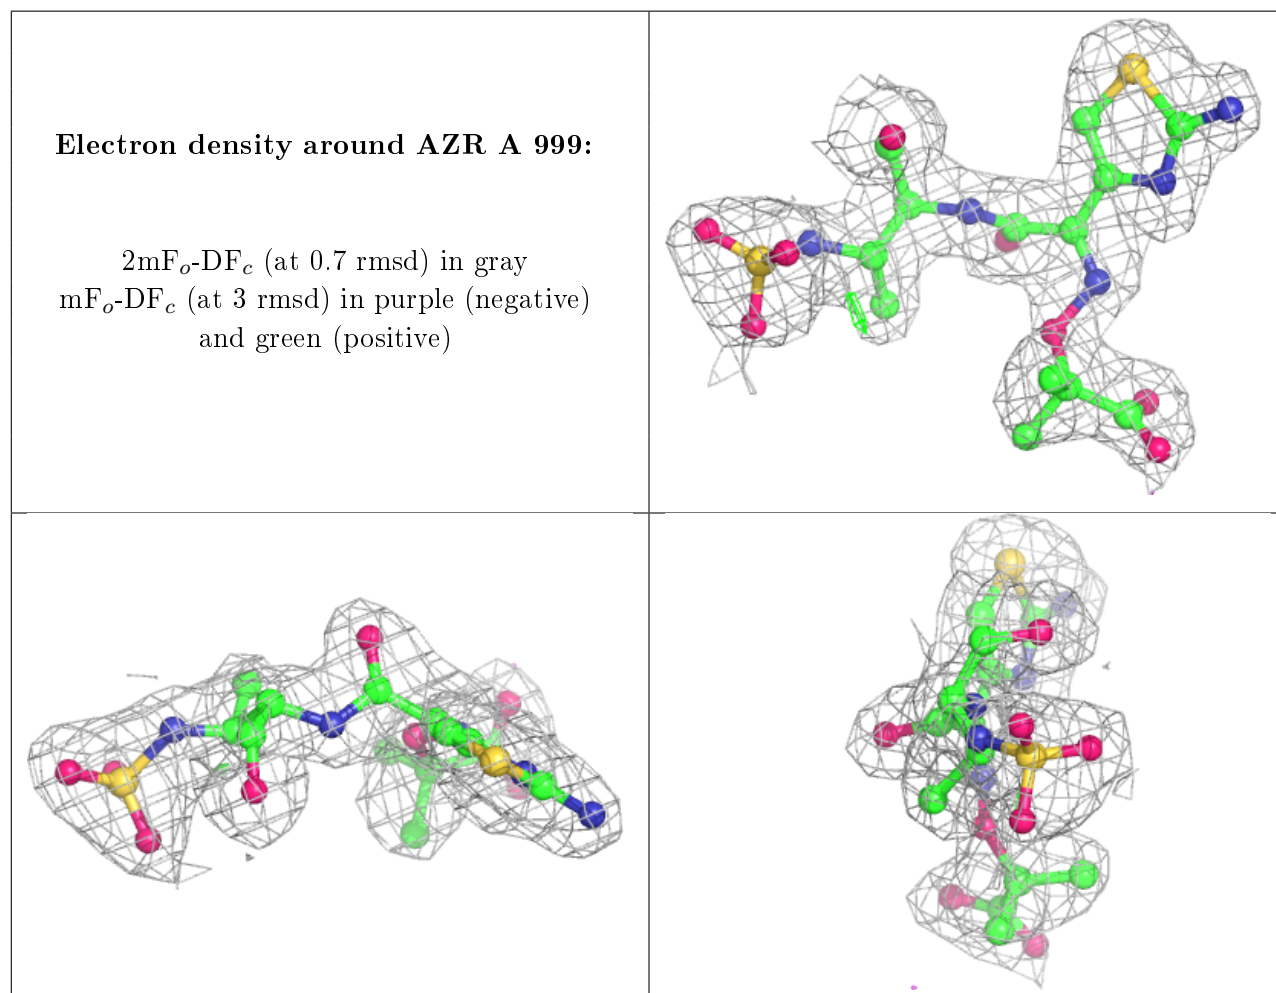 Electron density around AZR A 999:
2mFo-DFc (at 0.7 rmsd) in gray
mFo-DFc (at 3 rmsd) in purple (negative)
and green (positive)